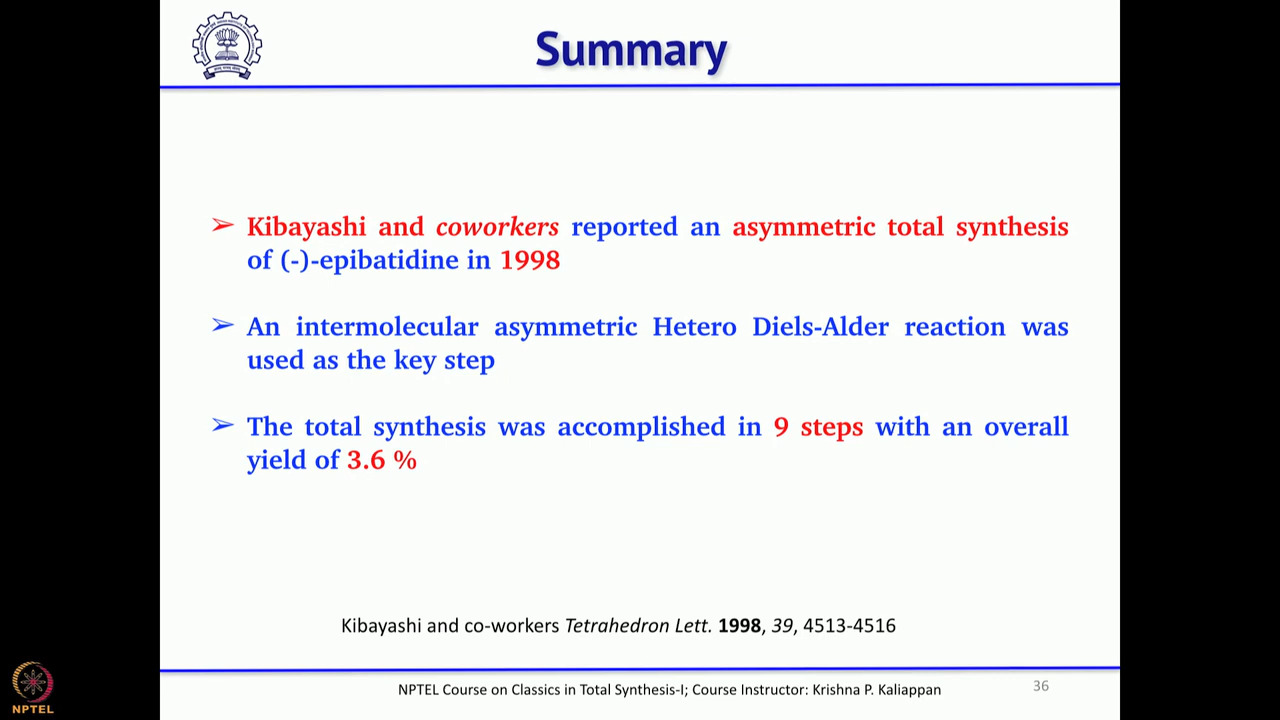 Summary
➢ Kibayashi and coworkers reported an asymmetric total synthesis
of (-)-epibatidine in 1998
➢ An intermolecular asymmetric Hetero Diels-Alder reaction was
used as the key step
➢ The total synthesis was accomplished in 9 steps with an overall
yield of 3.6 %
Kibayashi and co-workers Tetrahedron Lett. 1998, 39, 4513-4516
NPTEL
NPTEL Course on Classics in Total Synthesis-I; Course Instructor: Krishna P. Kaliappan
36